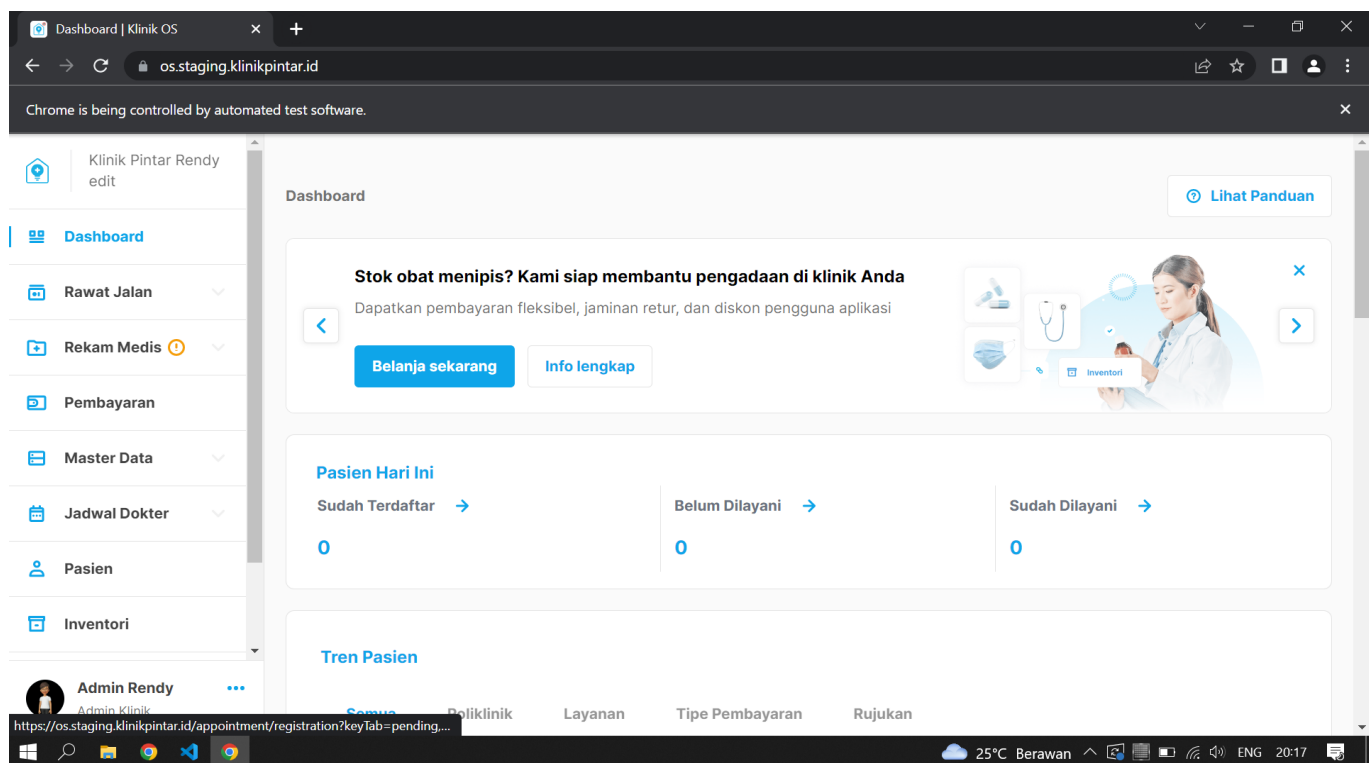 Dashboard | Klinik OS
os.staging.klinikpintar.id
Chrome is being controlled by automated test software.
Klinik Pintar Rendy
edit
Dashboard
Rawat Jalan
Rekam Medis
Pembayaran
Master Data
Jadwal Dokter
Pasien
Inventori
Admin Rendy
Admin Klinik
Dashboard
Lihat Panduan
Stok obat menipis? Kami siap membantu pengadaan di klinik Anda
Dapatkan pembayaran fleksibel, jaminan retur, dan diskon pengguna aplikasi
Belanja sekarang Info lengkap
Inventori
Pasien Hari Ini
Sudah Terdaftar Belum Dilayani Sudah Dilayani
0 0 0
Tren Pasien
Semua Poliklinik Layanan Tipe Pembayaran Rujukan
https://os.staging.klinikpintar.id/appointment/registration?keyTab=pending,...
25°C Berawan ENG 20:17